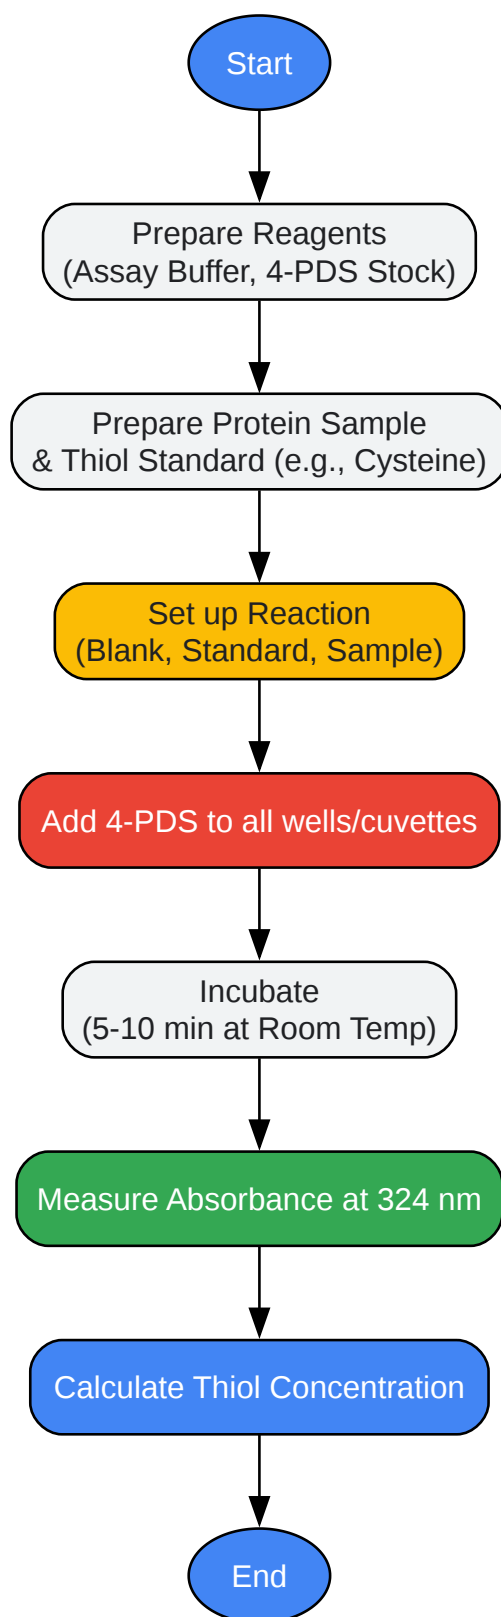 Start
Prepare Reagents
(Assay Buffer, 4-PDS Stock)
Prepare Protein Sample
& Thiol Standard (e.g., Cysteine)
Set up Reaction
(Blank, Standard, Sample)
Add 4-PDS to all wells/cuvettes
Incubate
(5-10 min at Room Temp)
Measure Absorbance at 324 nm
Calculate Thiol Concentration
End